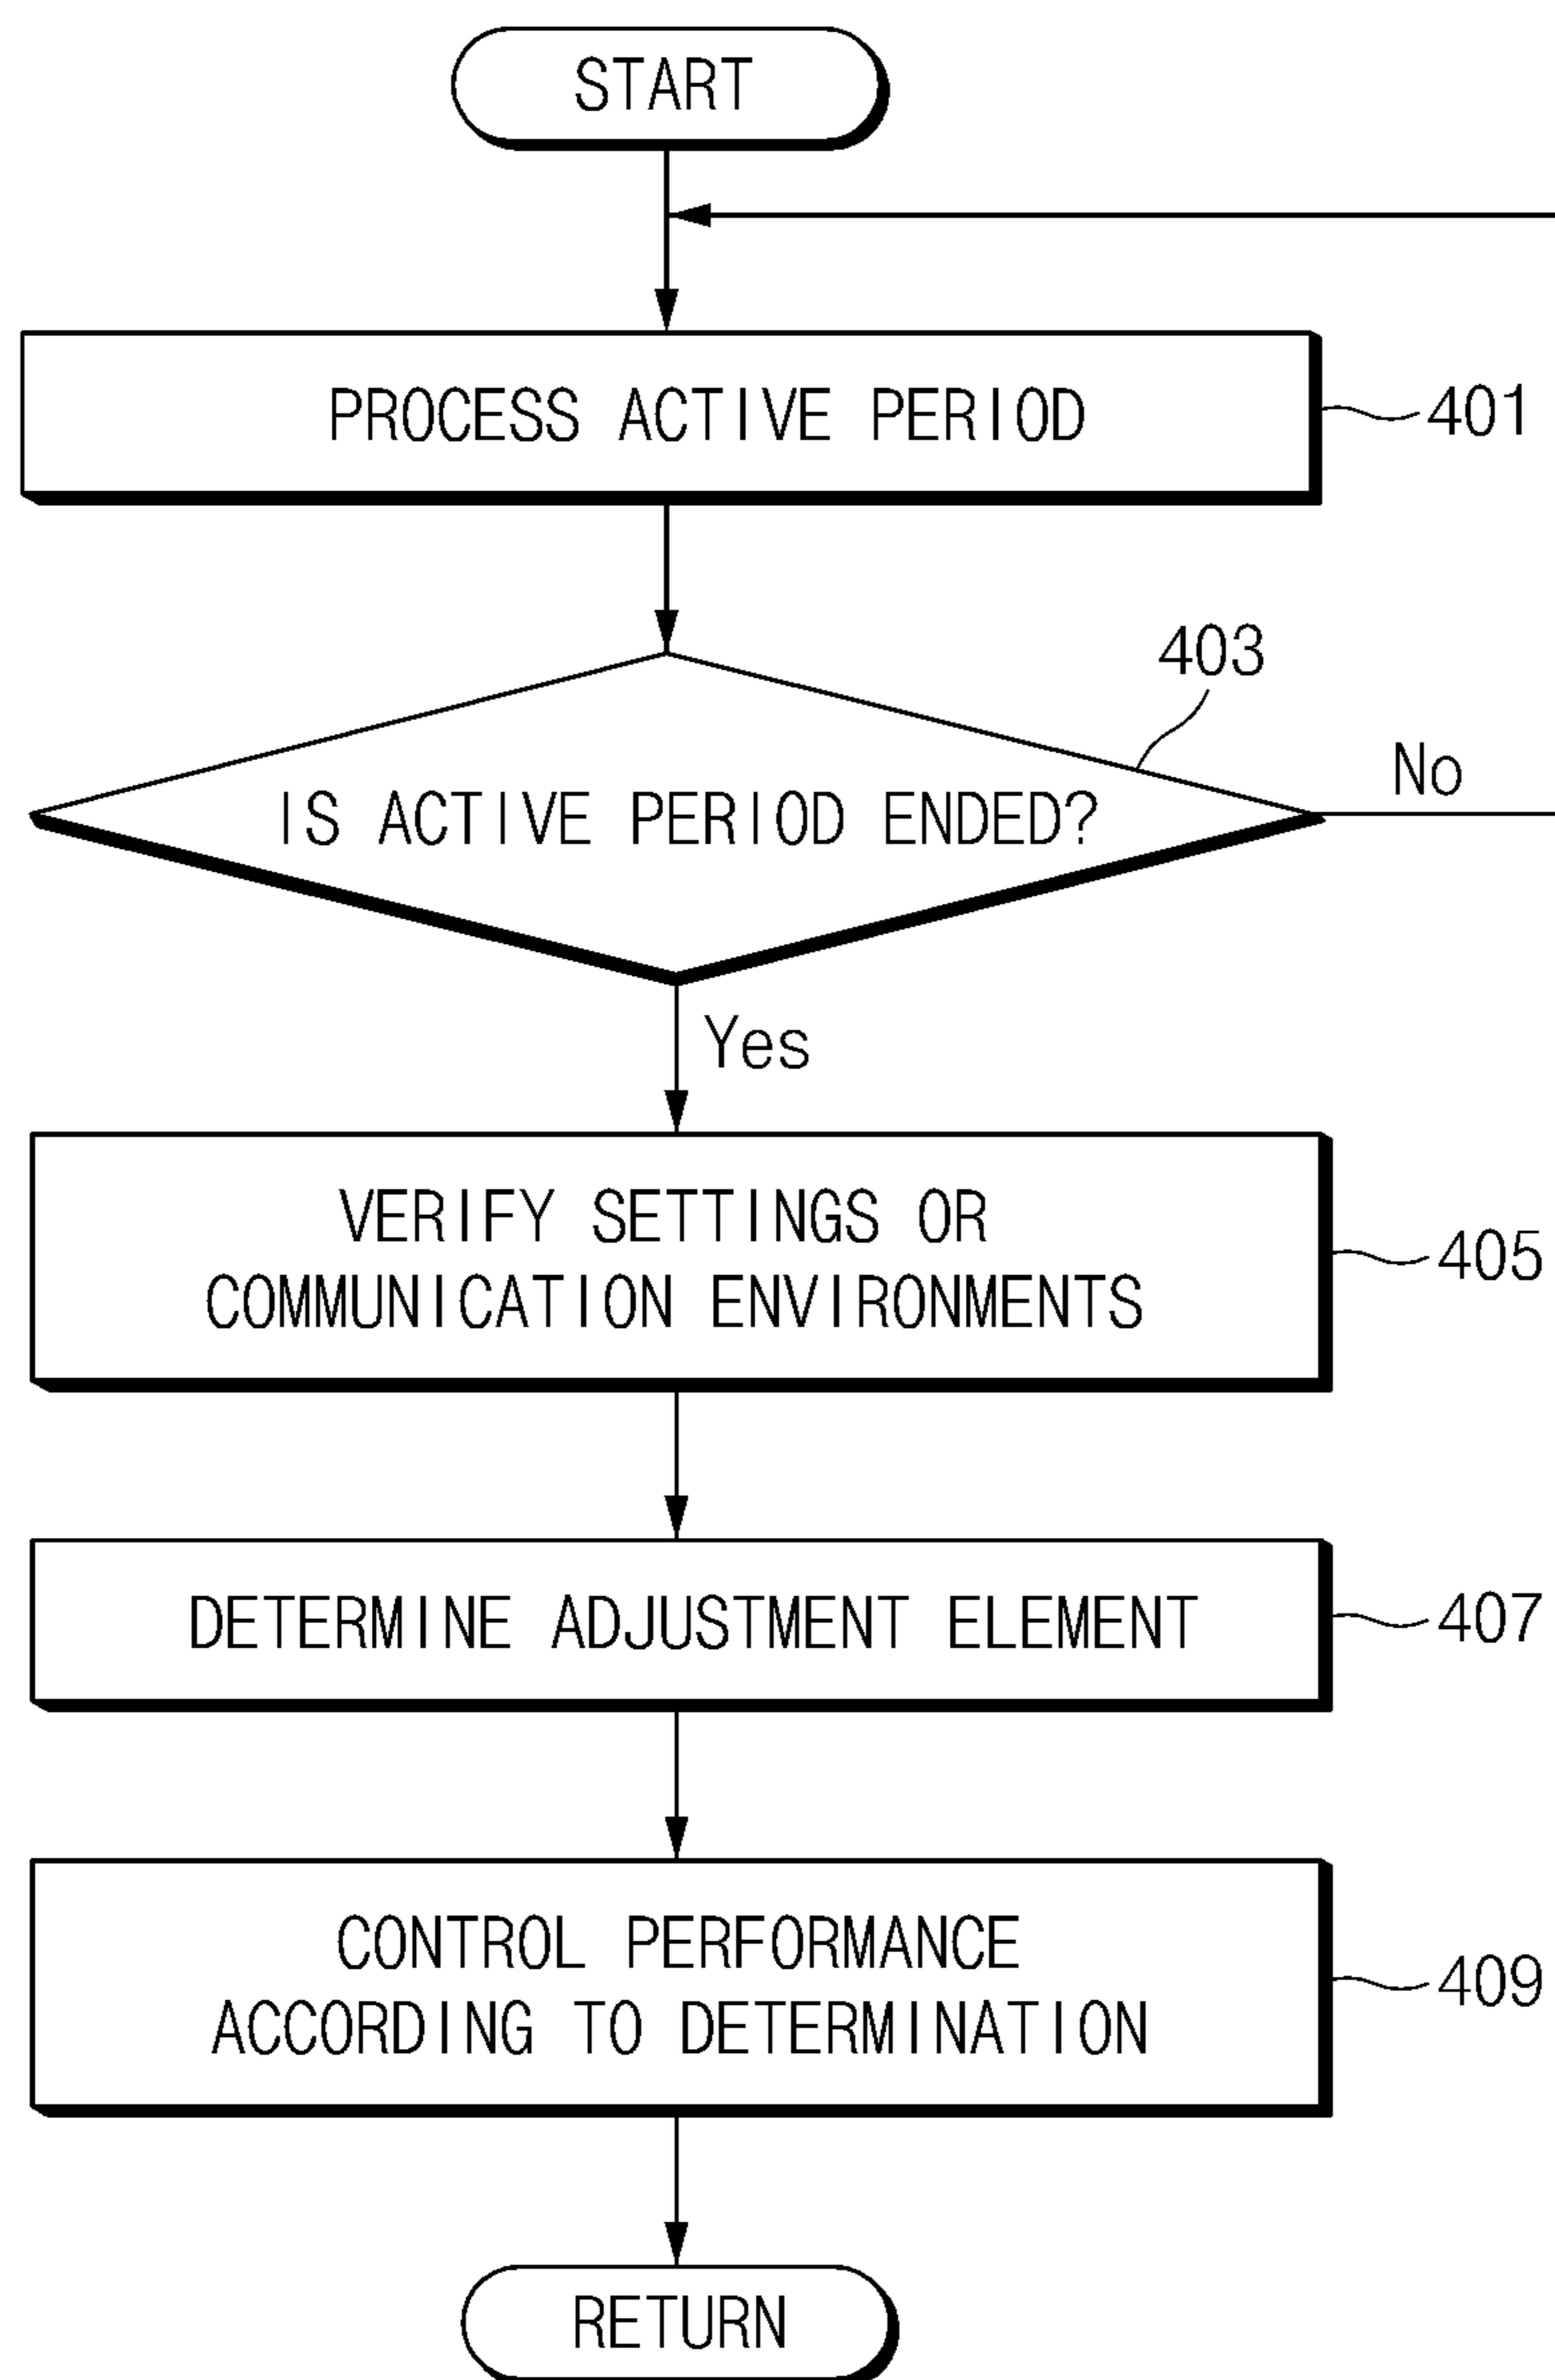 START
PROCESS ACTIVE PERIOD
401
403
IS ACTIVE PERIOD ENDED?
No
Yes
VERIFY SETTINGS OR
COMMUNICATION ENVIRONMENTS
405
DETERMINE ADJUSTMENT ELEMENT
407
CONTROL PERFORMANCE
ACCORDING TO DETERMINATION
409
RETURN